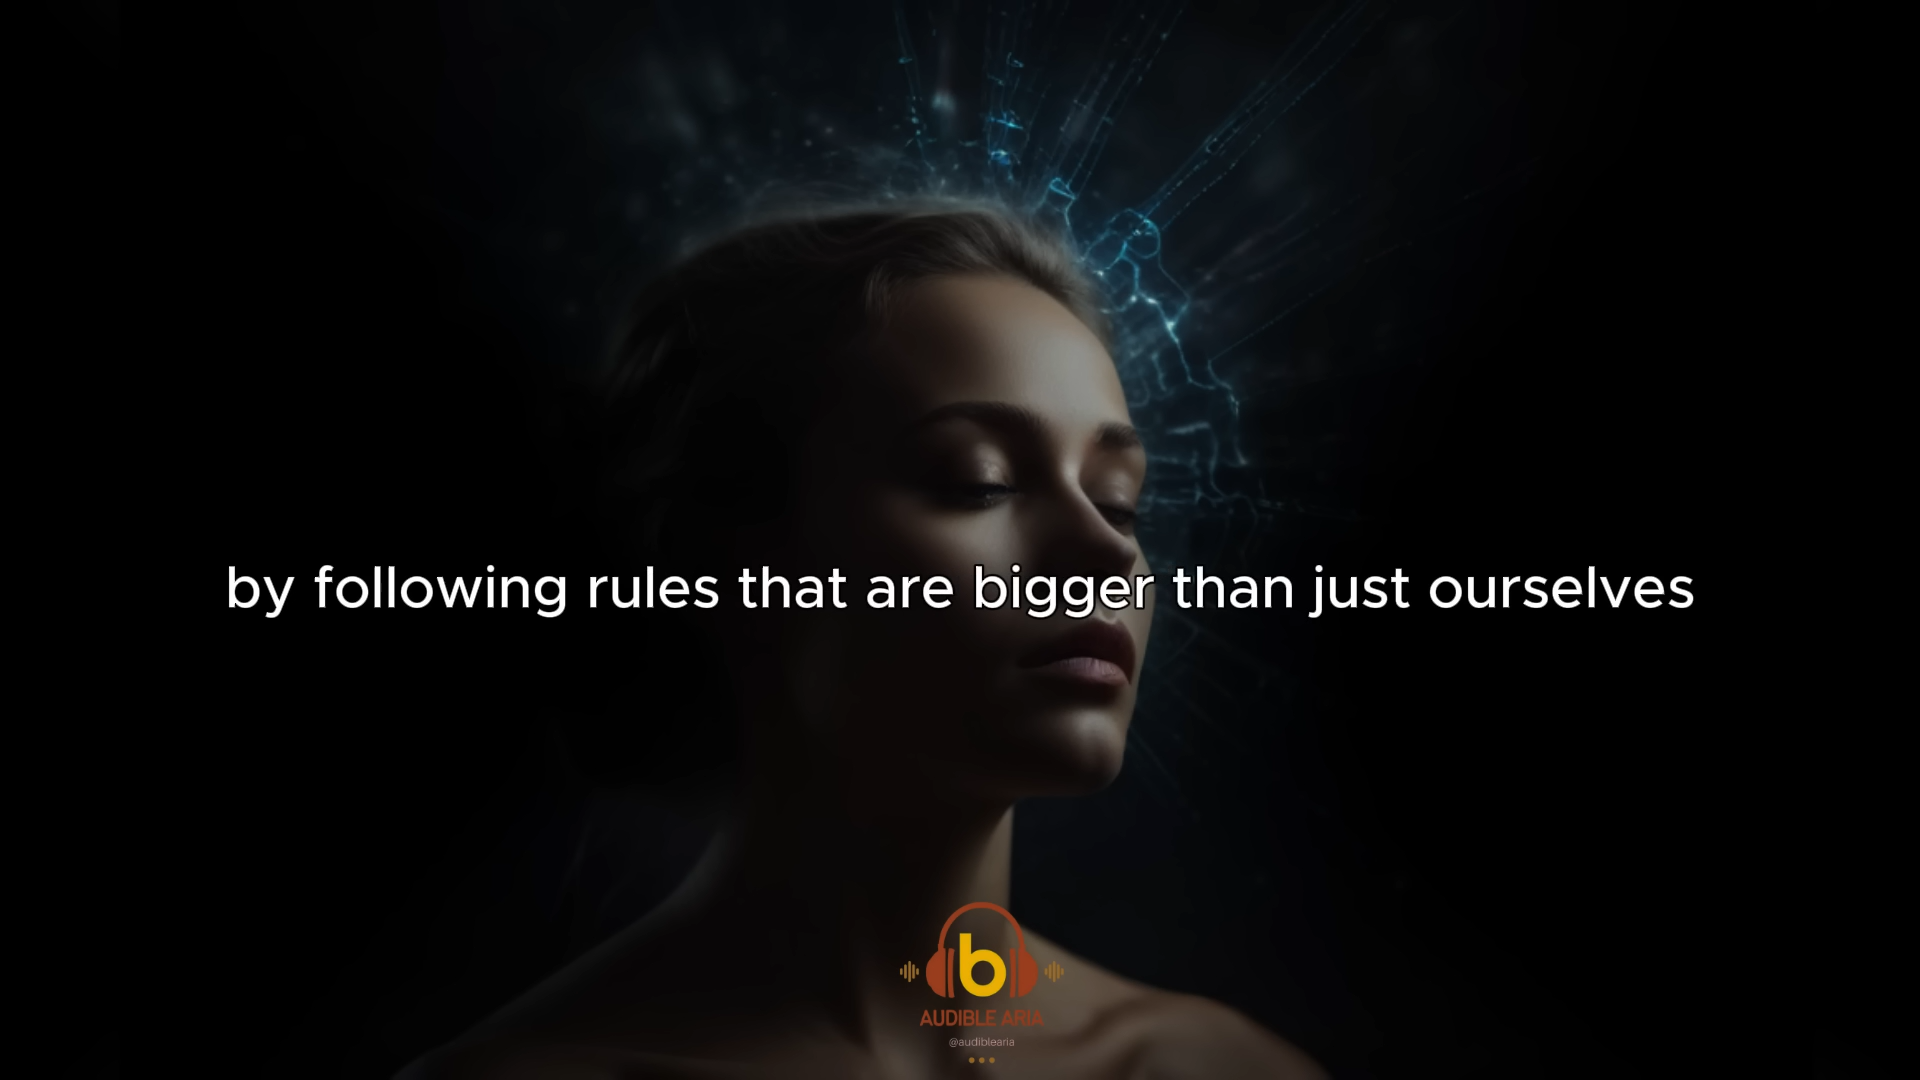 by following rules that are bigger than just ourselves
b
AUDIBLE ARIA
@audiblearia